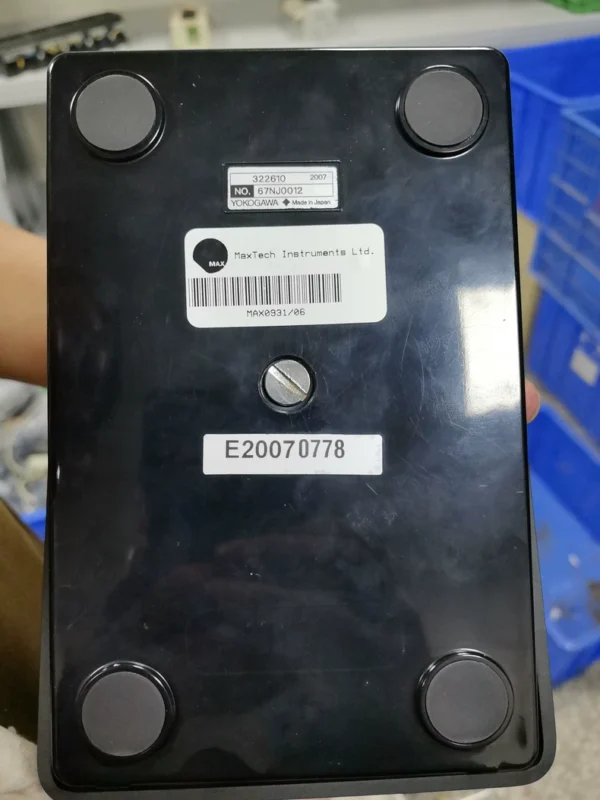 322610 2007
NO. 67NJ0012
YOKOGAWA ◆ Made in Japan
MAX MaxTech Instruments Ltd.
MAX0931/06
E20070778